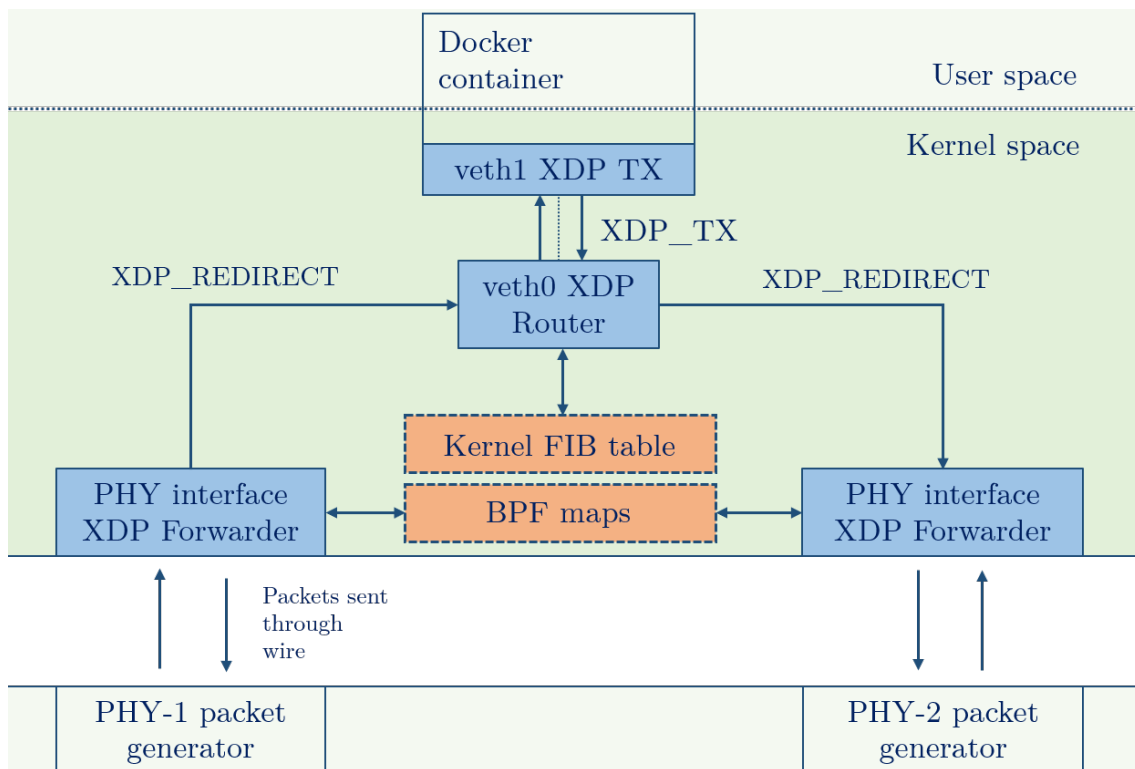 Docker
container
User space
Kernel space
veth1 XDP TX
XDP_TX
XDP_REDIRECT
veth0 XDP
Router
XDP_REDIRECT
Kernel FIB table
PHY interface
XDP Forwarder
BPF maps
PHY interface
XDP Forwarder
Packets sent
through
wire
PHY-1 packet
generator
PHY-2 packet
generator